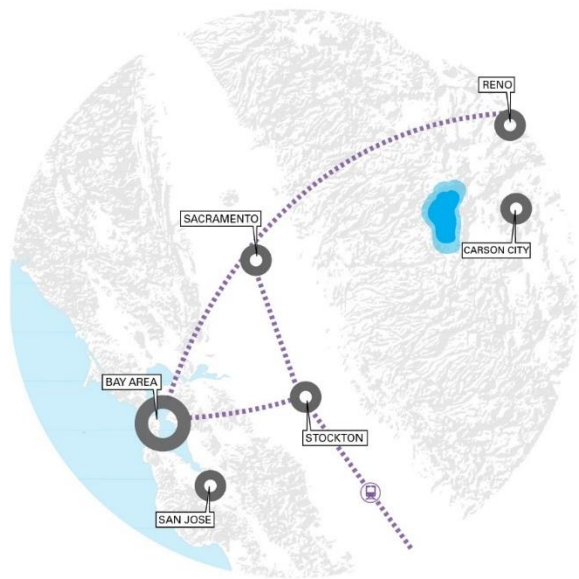 RENO
SACRAMENTO
CARSON CITY
BAY AREA
STOCKTON
SAN JOSE